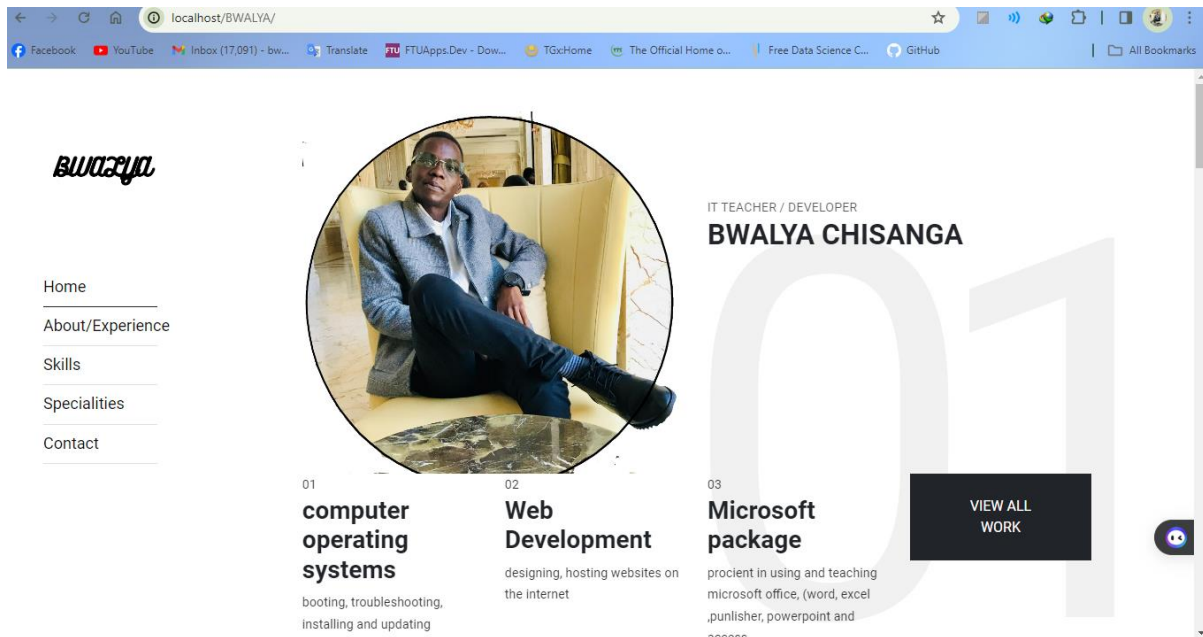 localhost/BWALYA/
Facebook YouTube Inbox (17,091) - bw... Translate FTUApps.Dev - Dow... TGxHome The Official Home o... Free Data Science C... GitHub All Bookmarks
BWALYA
Home
About/Experience
Skills
Specialities
Contact
IT TEACHER / DEVELOPER
BWALYA CHISANGA
01
01
computer
operating
systems
booting, troubleshooting,
installing and updating
02
Web
Development
designing, hosting websites on
the internet
03
Microsoft
package
procient in using and teaching
microsoft office, (word, excel
,punlisher, powerpoint and
VIEW ALL
WORK